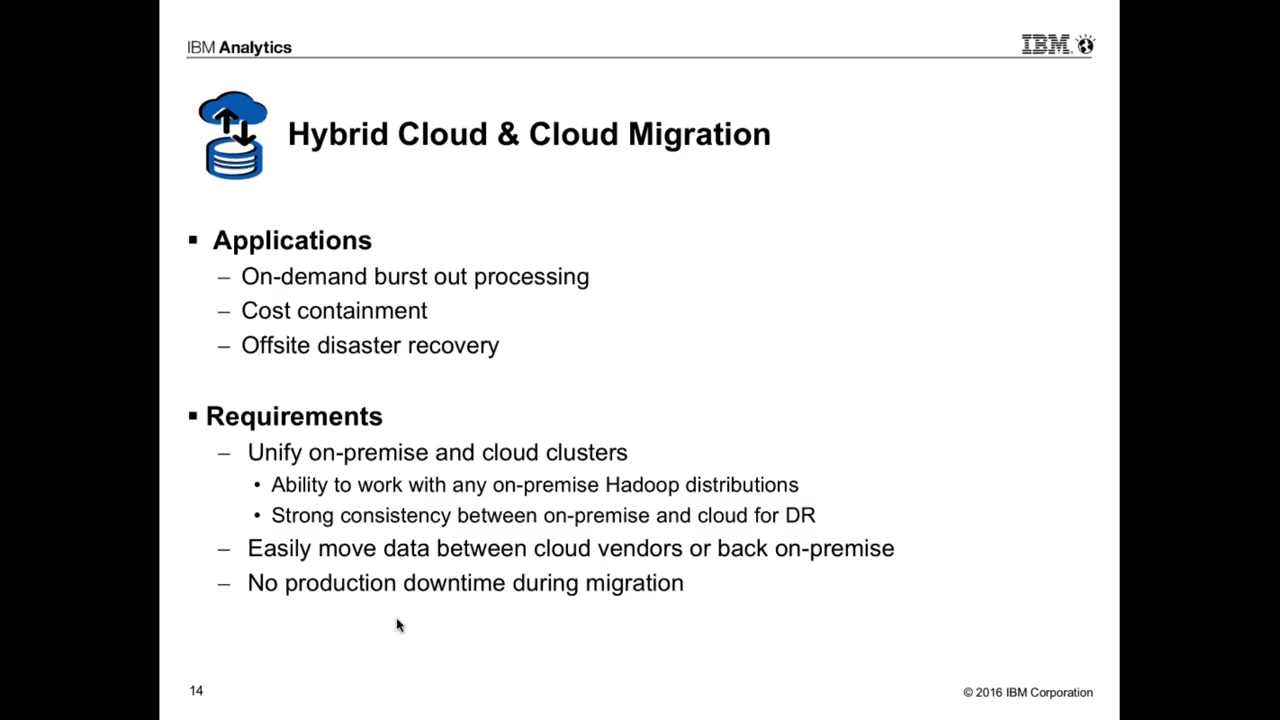 IBM Analytics
IBM
Hybrid Cloud & Cloud Migration
▪ Applications
– On-demand burst out processing
– Cost containment
– Offsite disaster recovery
▪ Requirements
– Unify on-premise and cloud clusters
• Ability to work with any on-premise Hadoop distributions
• Strong consistency between on-premise and cloud for DR
– Easily move data between cloud vendors or back on-premise
– No production downtime during migration
14
© 2016 IBM Corporation